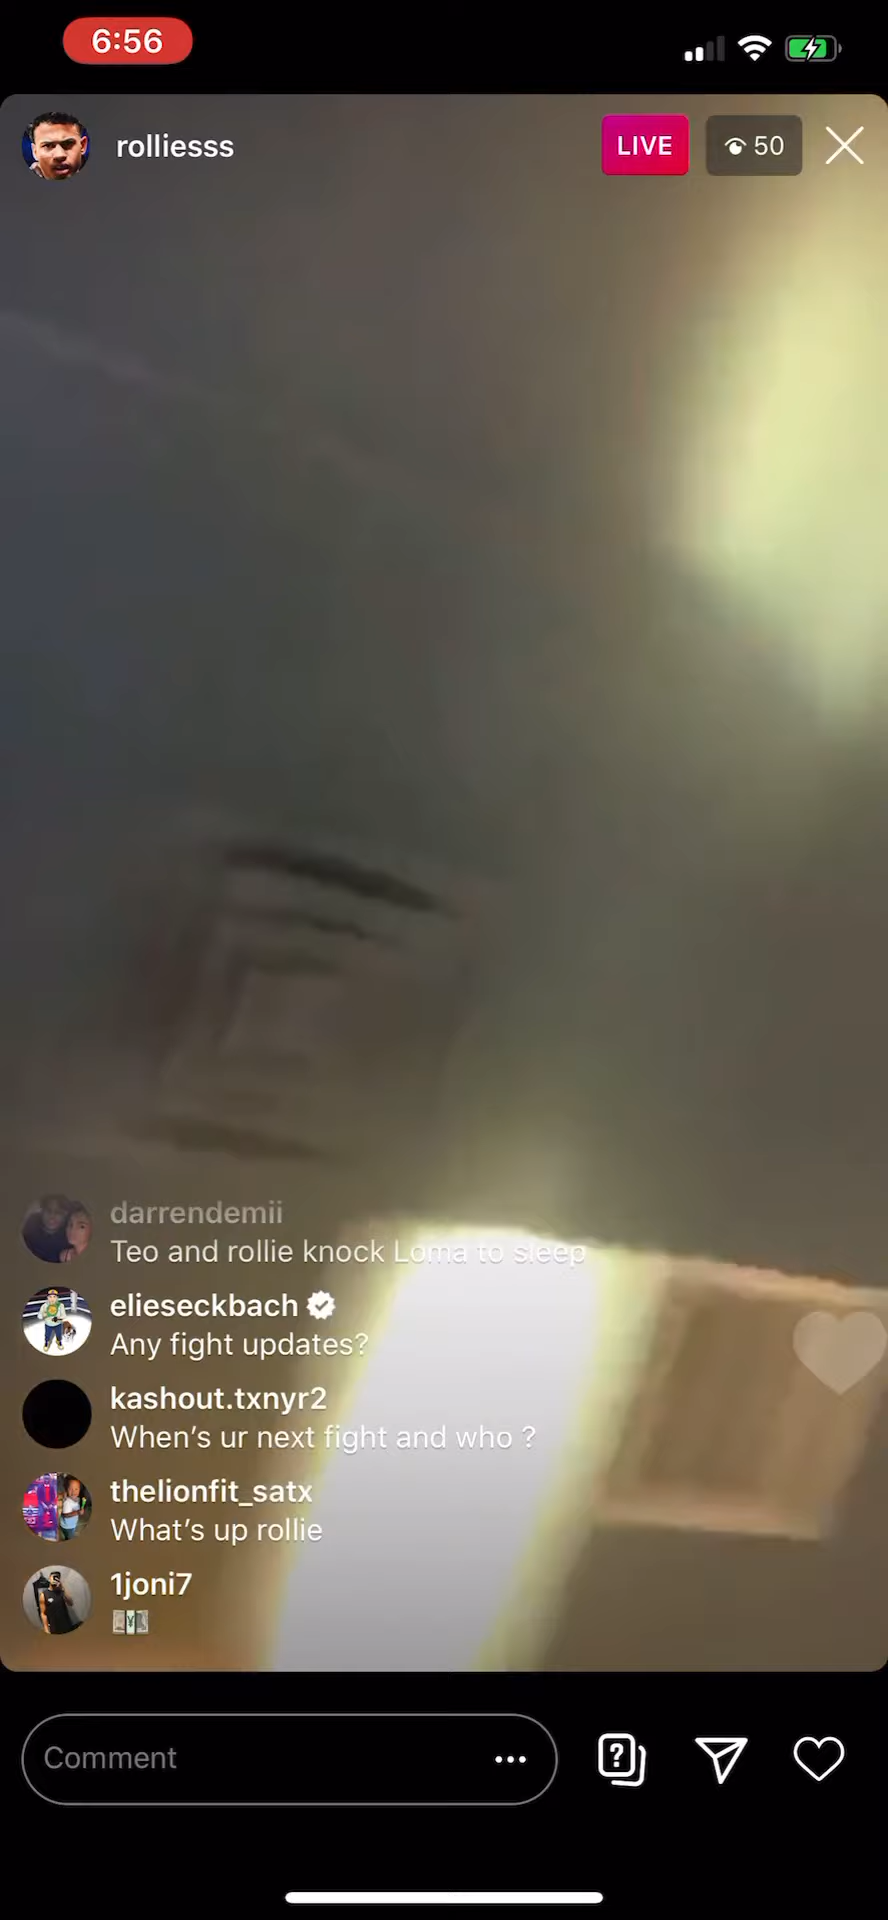 6:56
rolliesss
LIVE
50
darrendemii
Teo and rollie knock Loma to sleep
elieseckbach
Any fight updates?
kashout.txnyr2
When's ur next fight and who ?
thelionfit_satx
What's up rollie
1joni7
💴
Comment